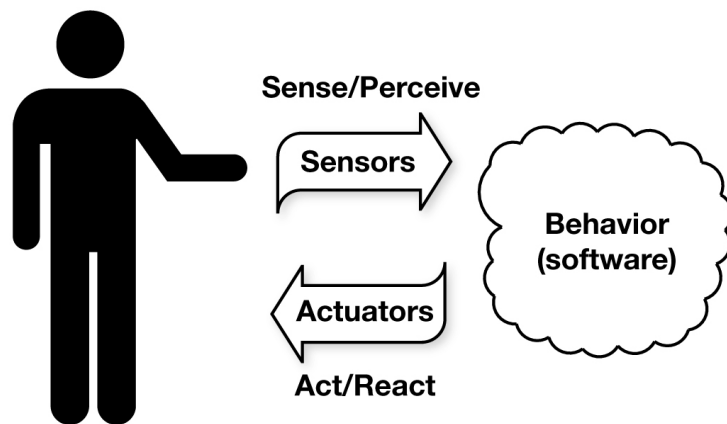 Sense/Perceive
Sensors
Behavior
(software)
Actuators
Act/React